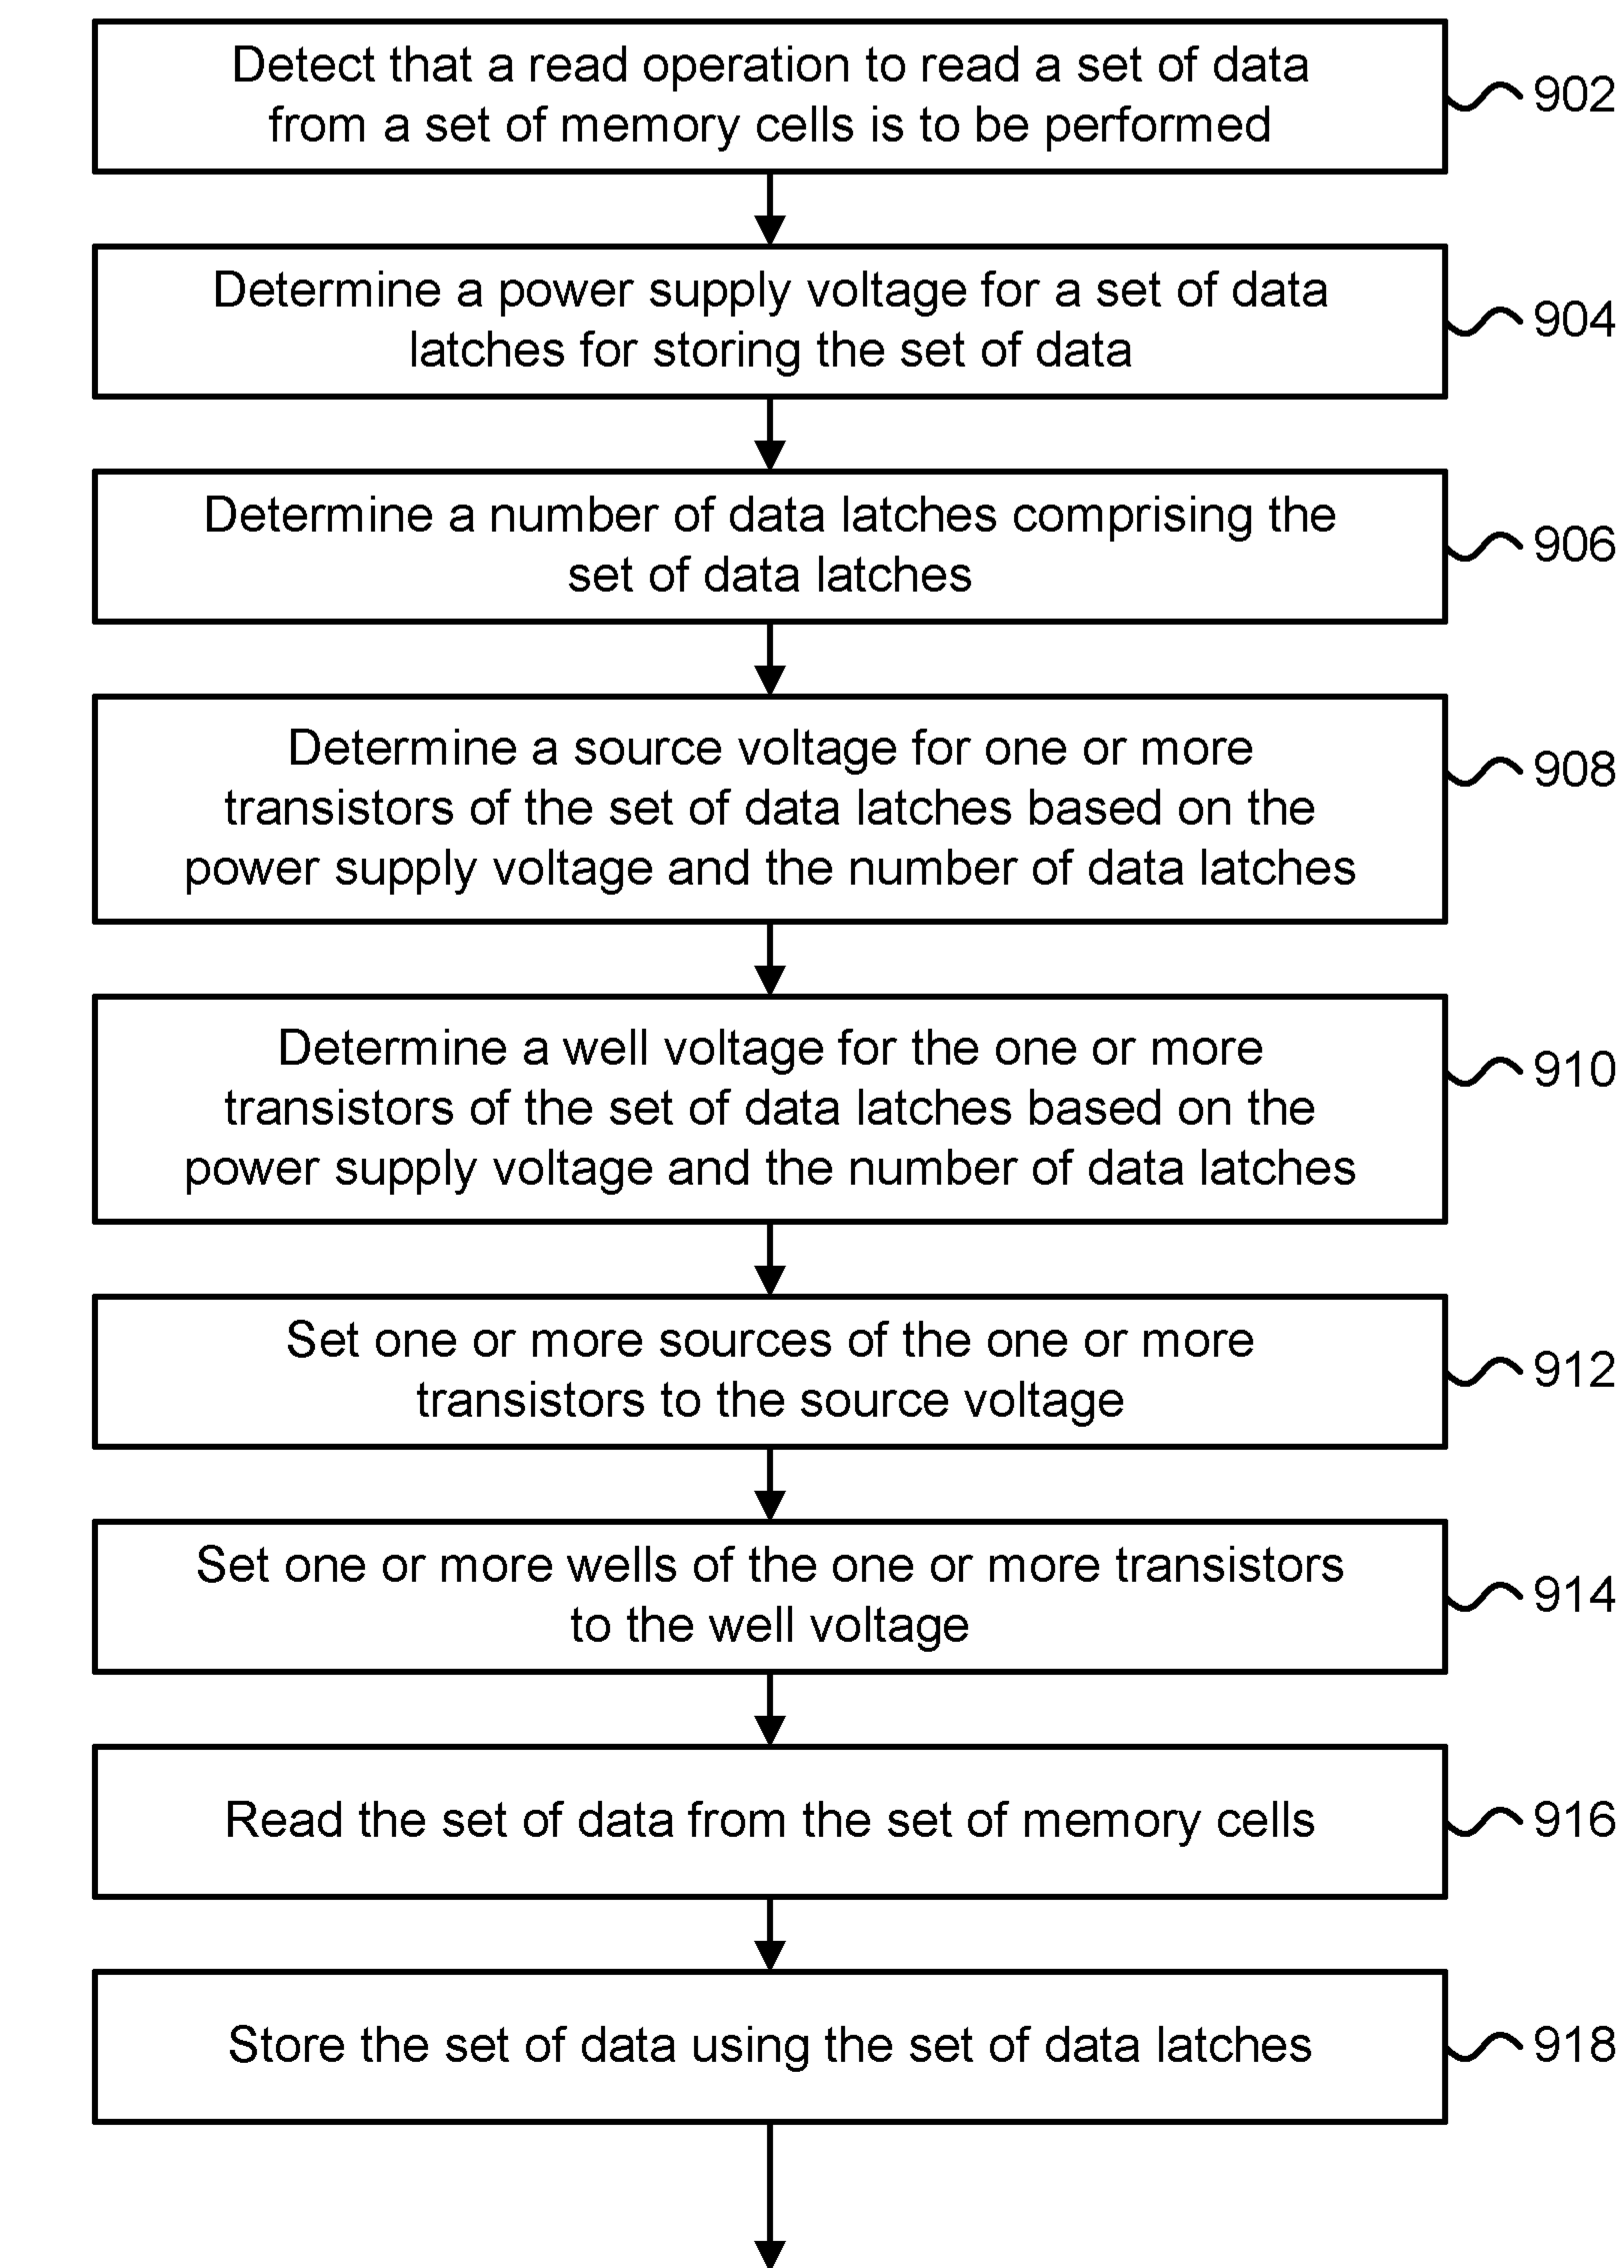 Detect that a read operation to read a set of data
from a set of memory cells is to be performed
902
Determine a power supply voltage for a set of data
latches for storing the set of data
904
Determine a number of data latches comprising the
set of data latches
906
Determine a source voltage for one or more
transistors of the set of data latches based on the
power supply voltage and the number of data latches
908
Determine a well voltage for the one or more
transistors of the set of data latches based on the
power supply voltage and the number of data latches
910
Set one or more sources of the one or more
transistors to the source voltage
912
Set one or more wells of the one or more transistors
to the well voltage
914
Read the set of data from the set of memory cells
916
Store the set of data using the set of data latches
918